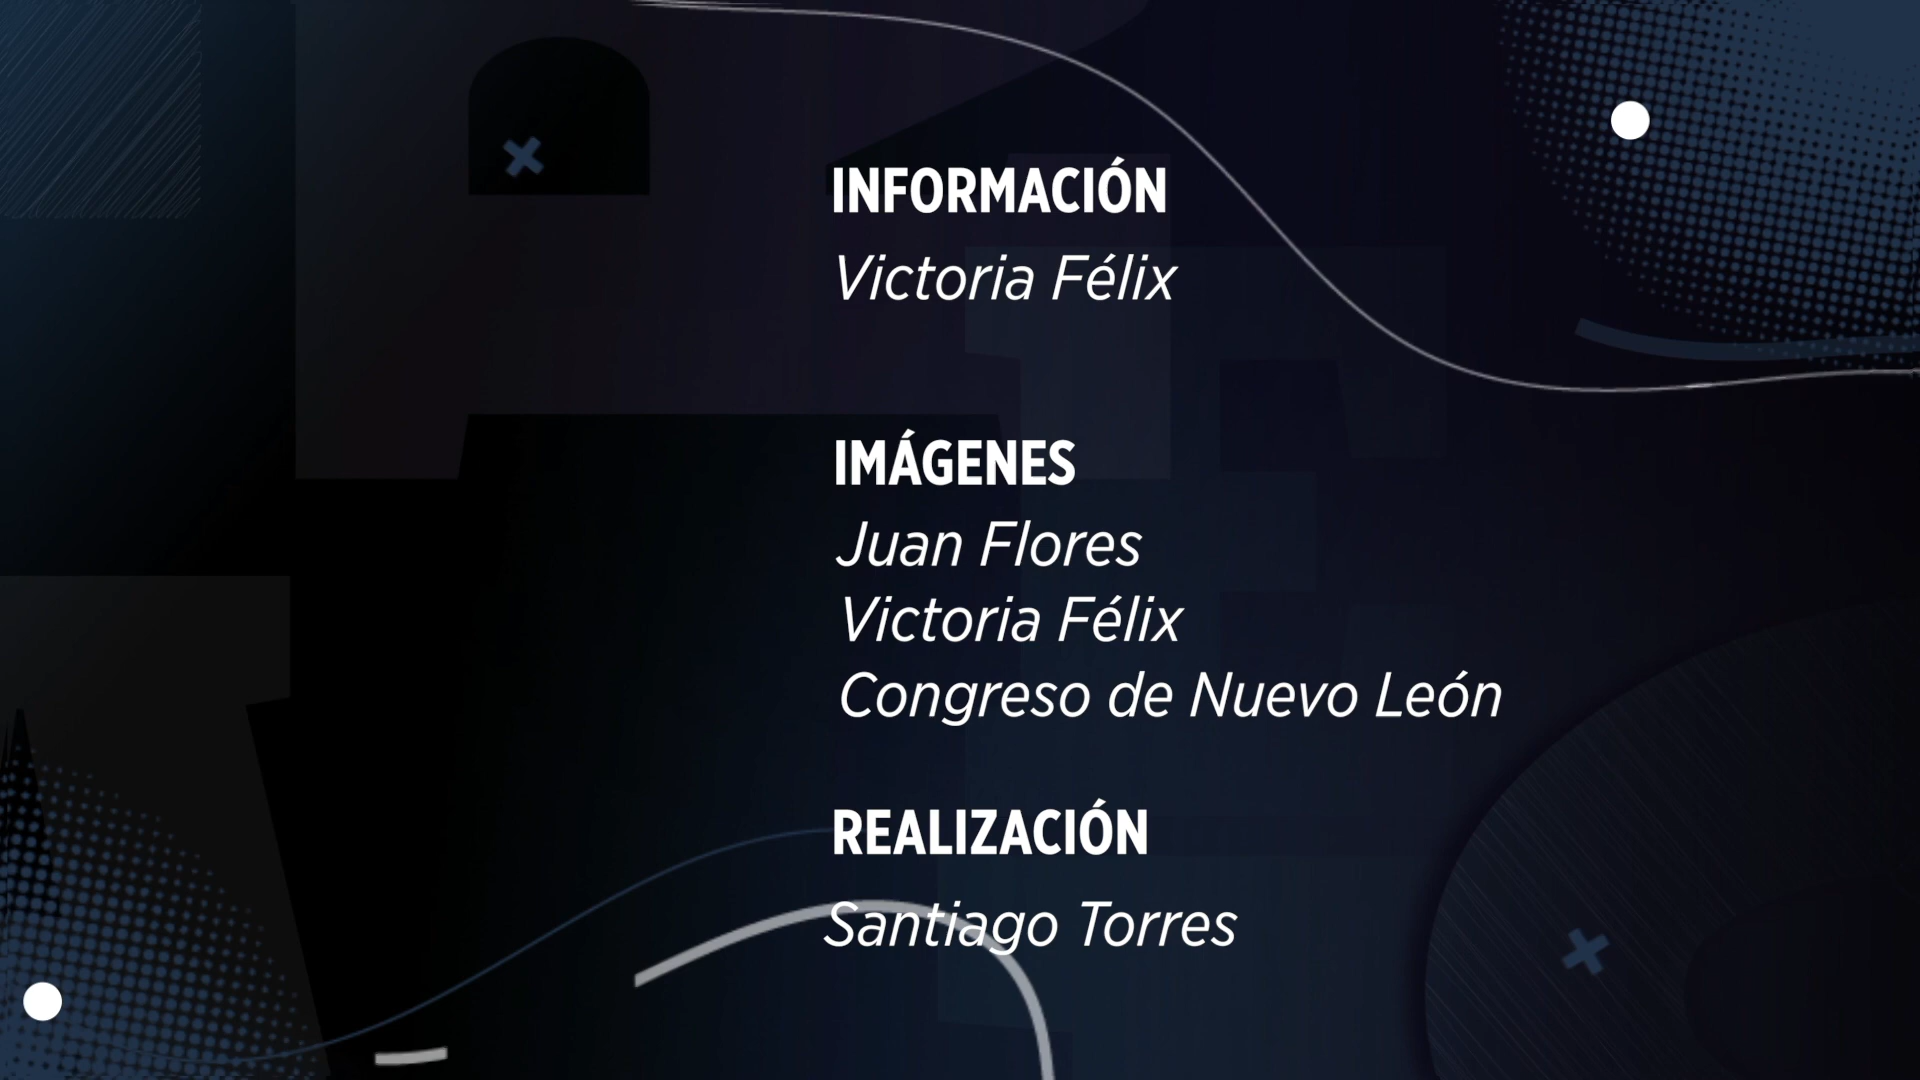 INFORMACIÓN
Victoria Félix
IMÁGENES
Juan Flores
Victoria Félix
Congreso de Nuevo León
REALIZACIÓN
Santiago Torres